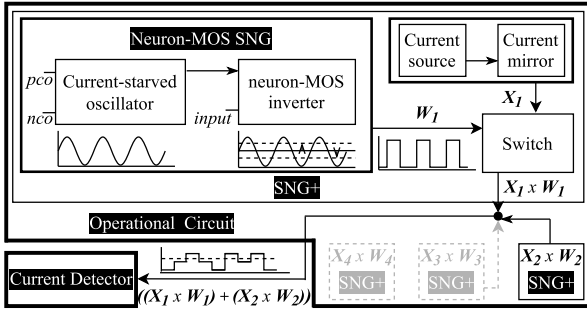 Neuron-MOS SNG
pco
nco
Current-starved
oscillator
input
neuron-MOS
inverter
Current
source
Current
mirror
X1
W1
Switch
SNG+
X1 x W1
Operational Circuit
X4 x W4
SNG+
X3 x W3
SNG+
X2 x W2
SNG+
Current Detector
((X1 x W1) + (X2 x W2))